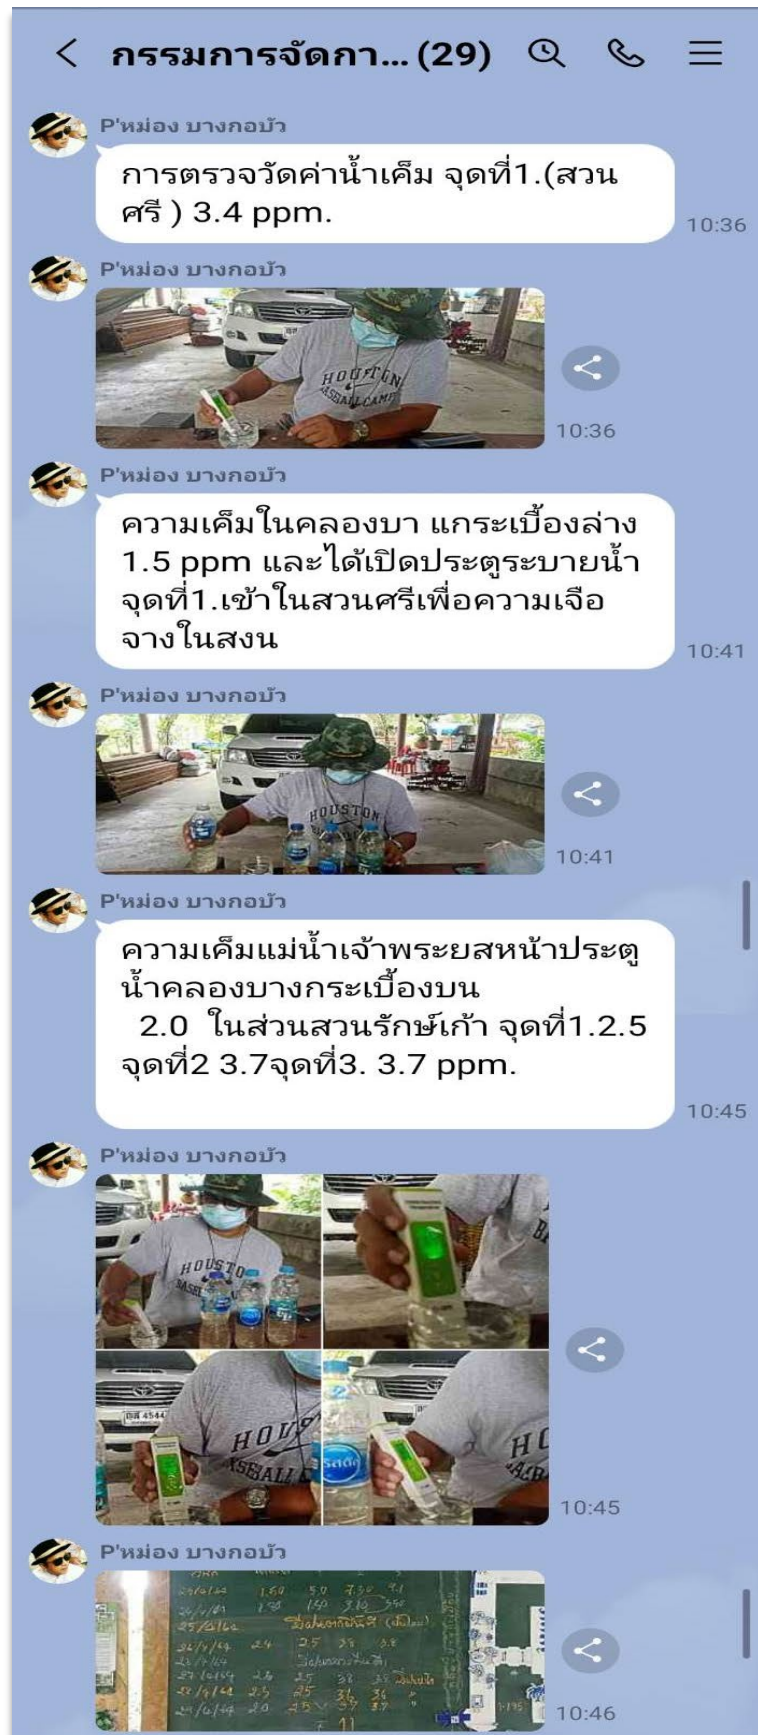 กรรมการจัดกา... (29)
P'หม่อง บางกอบัว
การตรวจวัดค่าน้ำเค็ม จุดที่1.(สวน
ศรี ) 3.4 ppm.
10:36
P'หม่อง บางกอบัว
HOUSTON
BASEBALL CAMP
10:36
P'หม่อง บางกอบัว
ความเค็มในคลองบา แกระเบื้องล่าง
1.5 ppm และได้เปิดประตูระบายน้ำ
จุดที่1.เข้าในสวนศรีเพื่อความเจือ
จางในสงน
10:41
P'หม่อง บางกอบัว
HOUSTON
10:41
P'หม่อง บางกอบัว
ความเค็มแม่น้ำเจ้าพระยสหน้าประตู
น้ำคลองบางกระเบื้องบน
2.0 ในส่วนสวนรักษ์เก้า จุดที่1.2.5
จุดที่2 3.7จุดที่3. 3.7 ppm.
10:45
P'หม่อง บางกอบัว
HOUSTO
4544
HOU
HO
10:45
P'หม่อง บางกอบัว
25/4/64
10:46